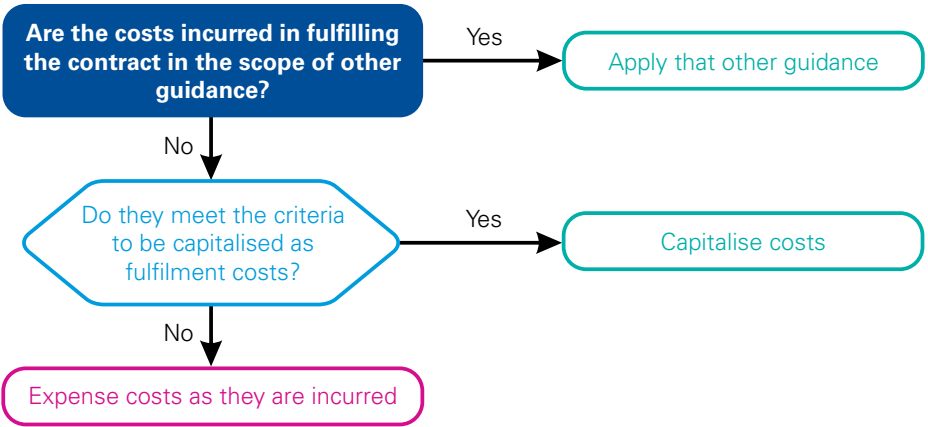 Are the costs incurred in fulfilling
the contract in the scope of other
guidance?
Yes
Apply that other guidance
No
Do they meet the criteria
to be capitalised as
fulfilment costs?
Yes
Capitalise costs
No
Expense costs as they are incurred